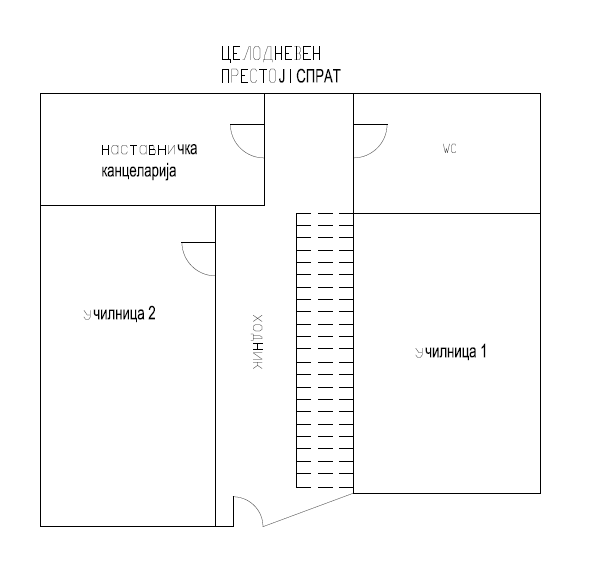 ЦЕЛОДНЕВЕН
ПРЕСТОЈ I СПРАТ
наставничка
канцеларија
WC
училница 2
ходник
училница 1